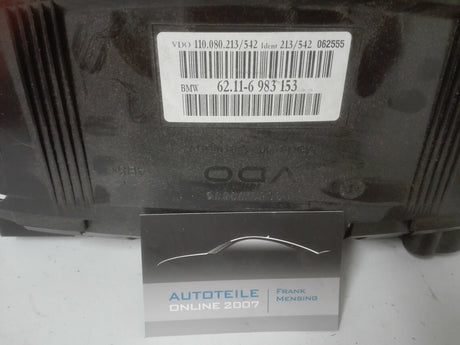 VDO 110.080.213/542 Ident 213/542 062555
BMW 62.11-6 983 153
VDO
AUTOTEILE
ONLINE 2007
FRANK
MENSING